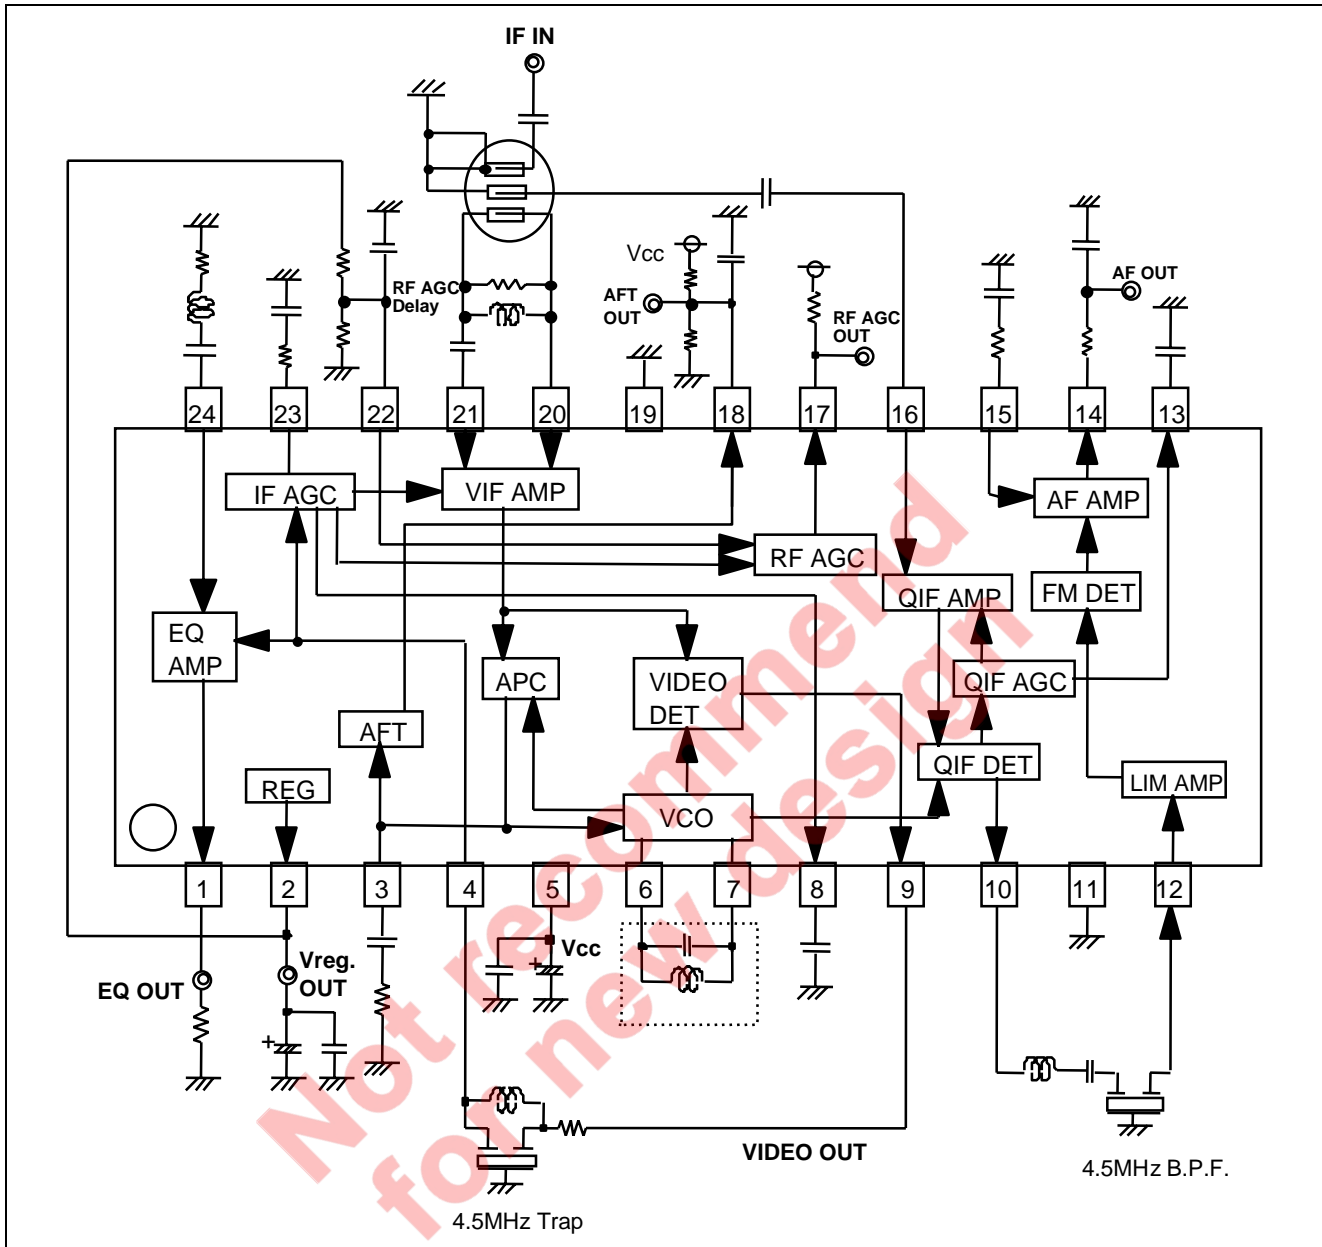 IF IN
Vcc
RF AGC
Delay
AFT
OUT
RF AGC
OUT
AF OUT
24 23 22 21 20 19 18 17 16 15 14 13
IF AGC
VIF AMP
AF AMP
RF AGC
QIF AMP
FM DET
EQ
AMP
APC
VIDEO
DET
QIF AGC
AFT
QIF DET
REG
VCO
LIM AMP
1 2 3 4 5 6 7 8 9 10 11 12
EQ OUT
Vreg.
OUT
+
Vcc
+
VIDEO OUT
4.5MHz Trap
4.5MHz B.P.F.
Not recommend
for new design